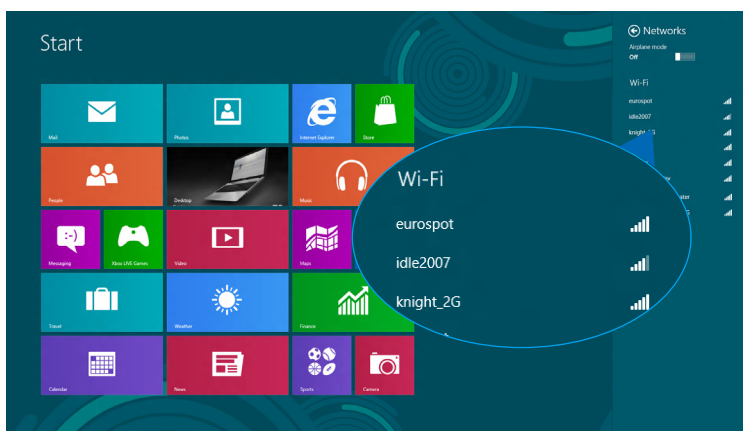 Start
Mail
Photos
Internet Explorer
Store
People
Desktop
Music
Messaging
Xbox LIVE Games
Video
Maps
Travel
Weather
Finance
Calendar
News
Sports
Camera
Networks
Airplane mode
Off
Wi-Fi
eurospot
idle2007
knight_2G
Wi-Fi
eurospot
idle2007
knight_2G